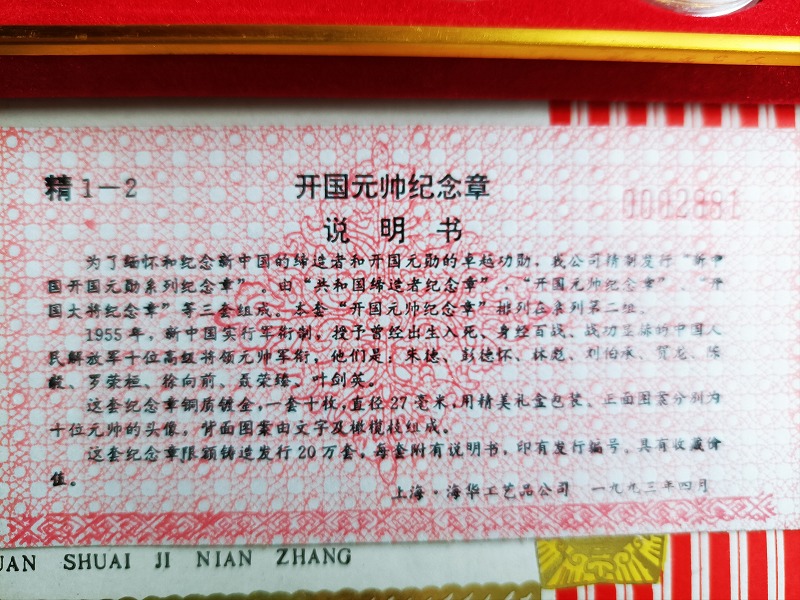 精1－2
开国元帅纪念章
0002881
说 明 书
为了缅怀和纪念新中国的缔造者和开国元勋的卓越功勋，我公司精制发行“新中
国开国元勋系列纪念章”。由“共和国缔造者纪念章”，“开国元帅纪念章”、“开
国大将纪念章”等三套组成。本套“开国元帅纪念章”排列在系列第二组。
1955年，新中国实行军衔制，授予曾经出生入死、身经百战、战功显赫的中国人
民解放军十位高级将领元帅军衔，他们是：朱德、彭德怀、林彪、刘伯承、贺龙、陈
毅、罗荣桓、徐向前、聂荣臻、叶剑英。
这套纪念章铜质镀金，一套十枚，直径27毫米，用精美礼盒包装、正面图案分别为
十位元帅的头像，背面图案由文字及橄榄枝组成。
这套纪念章限额铸造发行20万套。每套附有说明书，印有发行编号，具有收藏价
值。
上海·海华工艺品公司 一九九三年四月
UAN SHUAI JI NIAN ZHANG